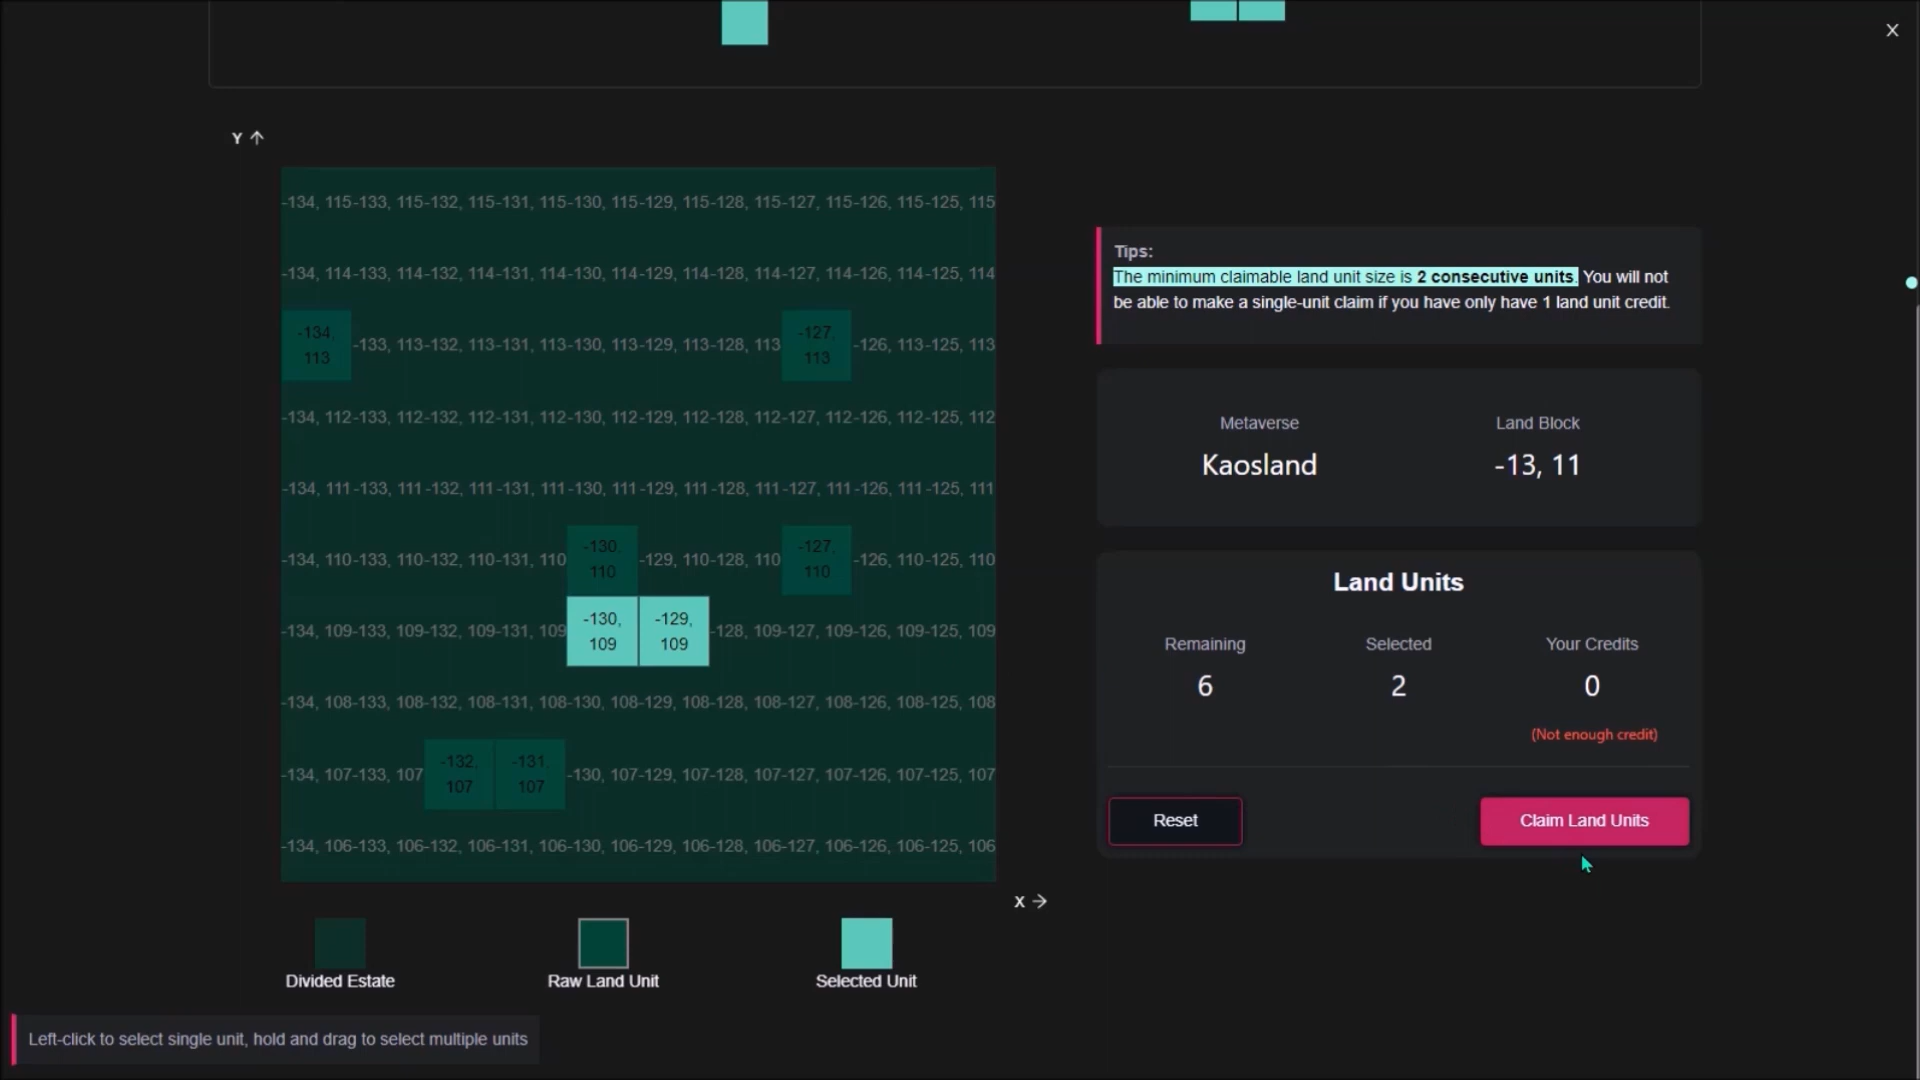 X
Y ↑
-134, 115-133, 115-132, 115-131, 115-130, 115-129, 115-128, 115-127, 115-126, 115-125, 115
-134, 114-133, 114-132, 114-131, 114-130, 114-129, 114-128, 114-127, 114-126, 114-125, 114
-134, 113 -133, 113-132, 113-131, 113-130, 113-129, 113-128, 113 -127, 113 -126, 113-125, 113
-134, 112-133, 112-132, 112-131, 112-130, 112-129, 112-128, 112-127, 112-126, 112-125, 112
-134, 111-133, 111-132, 111-131, 111-130, 111-129, 111-128, 111-127, 111-126, 111-125, 111
-134, 110-133, 110-132, 110-131, 110 -130, 110 -129, 110-128, 110 -127, 110 -126, 110-125, 110
-134, 109-133, 109-132, 109-131, 109 -130, 109 -129, 109 -128, 109-127, 109-126, 109-125, 109
-134, 108-133, 108-132, 108-131, 108-130, 108-129, 108-128, 108-127, 108-126, 108-125, 108
-134, 107-133, 107 -132, 107 -131, 107 -130, 107-129, 107-128, 107-127, 107-126, 107-125, 107
-134, 106-133, 106-132, 106-131, 106-130, 106-129, 106-128, 106-127, 106-126, 106-125, 106
X →
Divided Estate
Raw Land Unit
Selected Unit
Left-click to select single unit, hold and drag to select multiple units
Tips:
The minimum claimable land unit size is 2 consecutive units. You will not
be able to make a single-unit claim if you have only have 1 land unit credit.
Metaverse
Kaosland
Land Block
-13, 11
Land Units
Remaining
6
Selected
2
Your Credits
0
(Not enough credit)
Reset
Claim Land Units